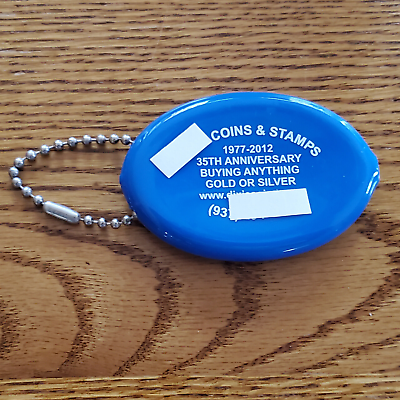 COINS & STAMPS
1977-2012
35TH ANNIVERSARY
BUYING ANYTHING
GOLD OR SILVER
www.
(93